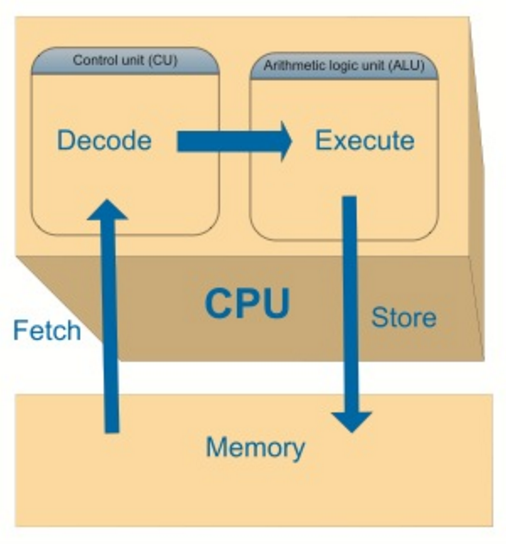 Control unit (CU)
Arithmetic logic unit (ALU)
Decode
Execute
CPU
Fetch
Store
Memory